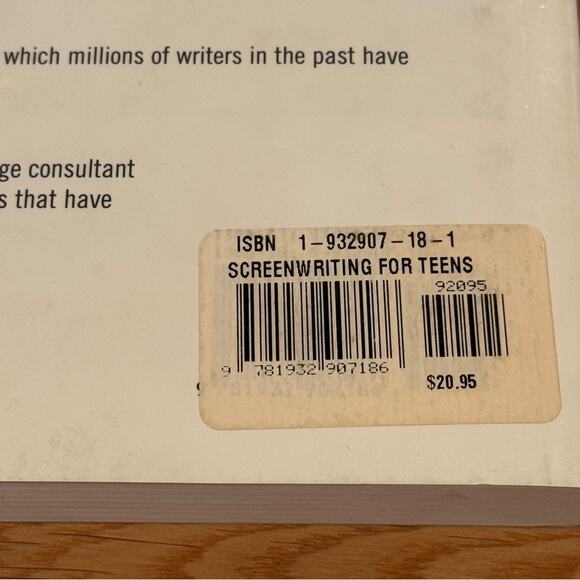 which millions of writers in the past have
ge consultant
s that have
ISBN 1-932907-18-1
SCREENWRITING FOR TEENS
92095
9 781932 907186
$20.95